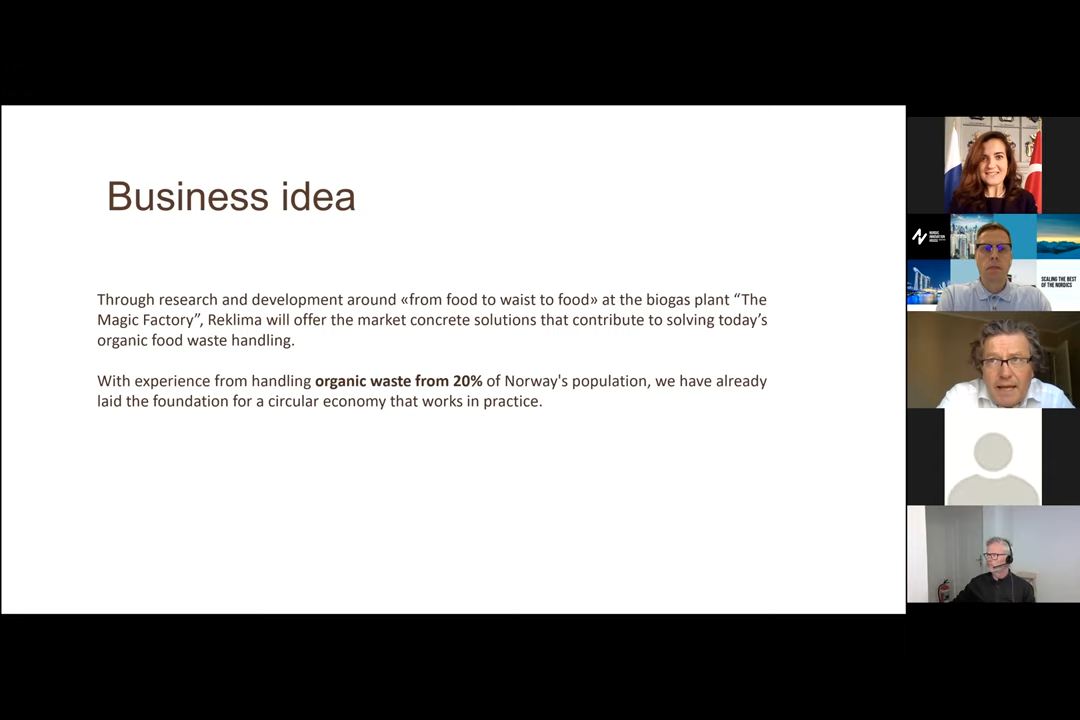 Business idea
Through research and development around «from food to waist to food» at the biogas plant “The
Magic Factory”, Reklima will offer the market concrete solutions that contribute to solving today’s
organic food waste handling.
With experience from handling organic waste from 20% of Norway's population, we have already
laid the foundation for a circular economy that works in practice.
NORDIC
INNOVATION
HOUSE
SCALING THE BEST
OF THE NORDICS